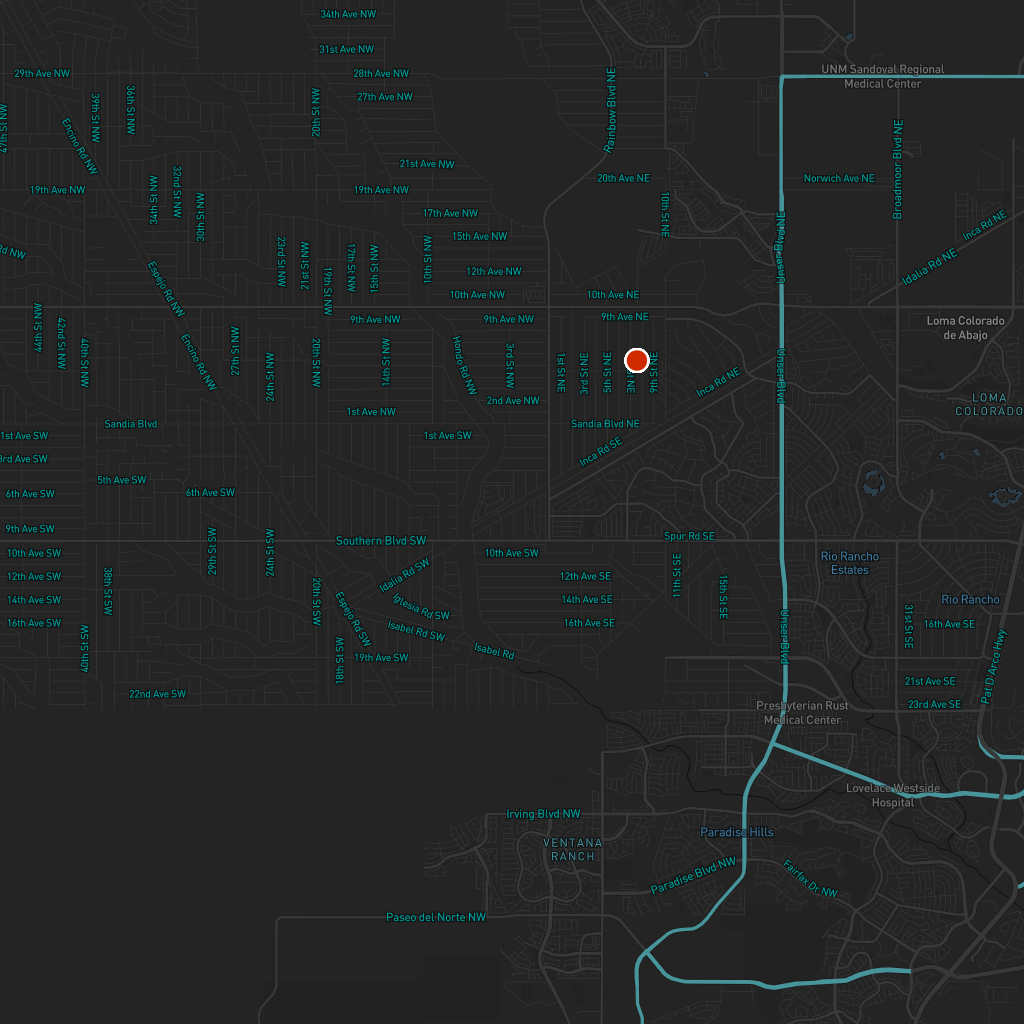 34th Ave NW
31st Ave NW
29th Ave NW
28th Ave NW
27th Ave NW
UNM Sandoval Regional
Medical Center
47th St NW
39th St NW
36th St NW
20th St NW
Rainbow Blvd NE
Encino Rd NW
21st Ave NW
Broadmoor Blvd NE
19th Ave NW
34th St NW
32nd St NW
30th St NW
19th Ave NW
20th Ave NE
Norwich Ave NE
10th St NE
17th Ave NW
15th Ave NW
Inca Rd NE
Rd NW
23rd St NW
21st St NW
19th St NW
17th St NW
15th St NW
10th St NW
12th Ave NW
Idalia Rd NE
Espejo Rd NW
10th Ave NW
10th Ave NE
9th Ave NW
9th Ave NW
9th Ave NE
Loma Colorado
de Abajo
44th St NW
42nd St NW
40th St NW
Encino Rd NW
27th St NW
24th St NW
20th St NW
14th St NW
Hondo Rd NW
3rd St NW
1st St NE
3rd St NE
5th St NE
St NE
9th St NE
Inca Rd NE
Unser Blvd
2nd Ave NW
LOMA
COLORADO
1st Ave NW
Sandia Blvd
Sandia Blvd NE
1st Ave SW
1st Ave SW
Inca Rd SE
3rd Ave SW
5th Ave SW
6th Ave SW
6th Ave SW
9th Ave SW
29th St SW
24th St SW
Southern Blvd SW
Spur Rd SE
10th Ave SW
10th Ave SW
Rio Rancho
Estates
12th Ave SW
38th St SW
20th St SW
Idalia Rd SW
12th Ave SE
11th St SE
15th St SE
14th Ave SW
Espejo Rd SW
Iglesia Rd SW
14th Ave SE
Rio Rancho
16th Ave SW
Isabel Rd SW
16th Ave SE
Unser Blvd
31st St SE
16th Ave SE
40th St SW
18th St SW
19th Ave SW
Isabel Rd
Pat D'Arco Hwy
21st Ave SE
22nd Ave SW
23rd Ave SE
Presbyterian Rust
Medical Center
Lovelace Westside
Hospital
Irving Blvd NW
Paradise Hills
VENTANA
RANCH
Paradise Blvd NW
Fairfax Dr NW
Paseo del Norte NW